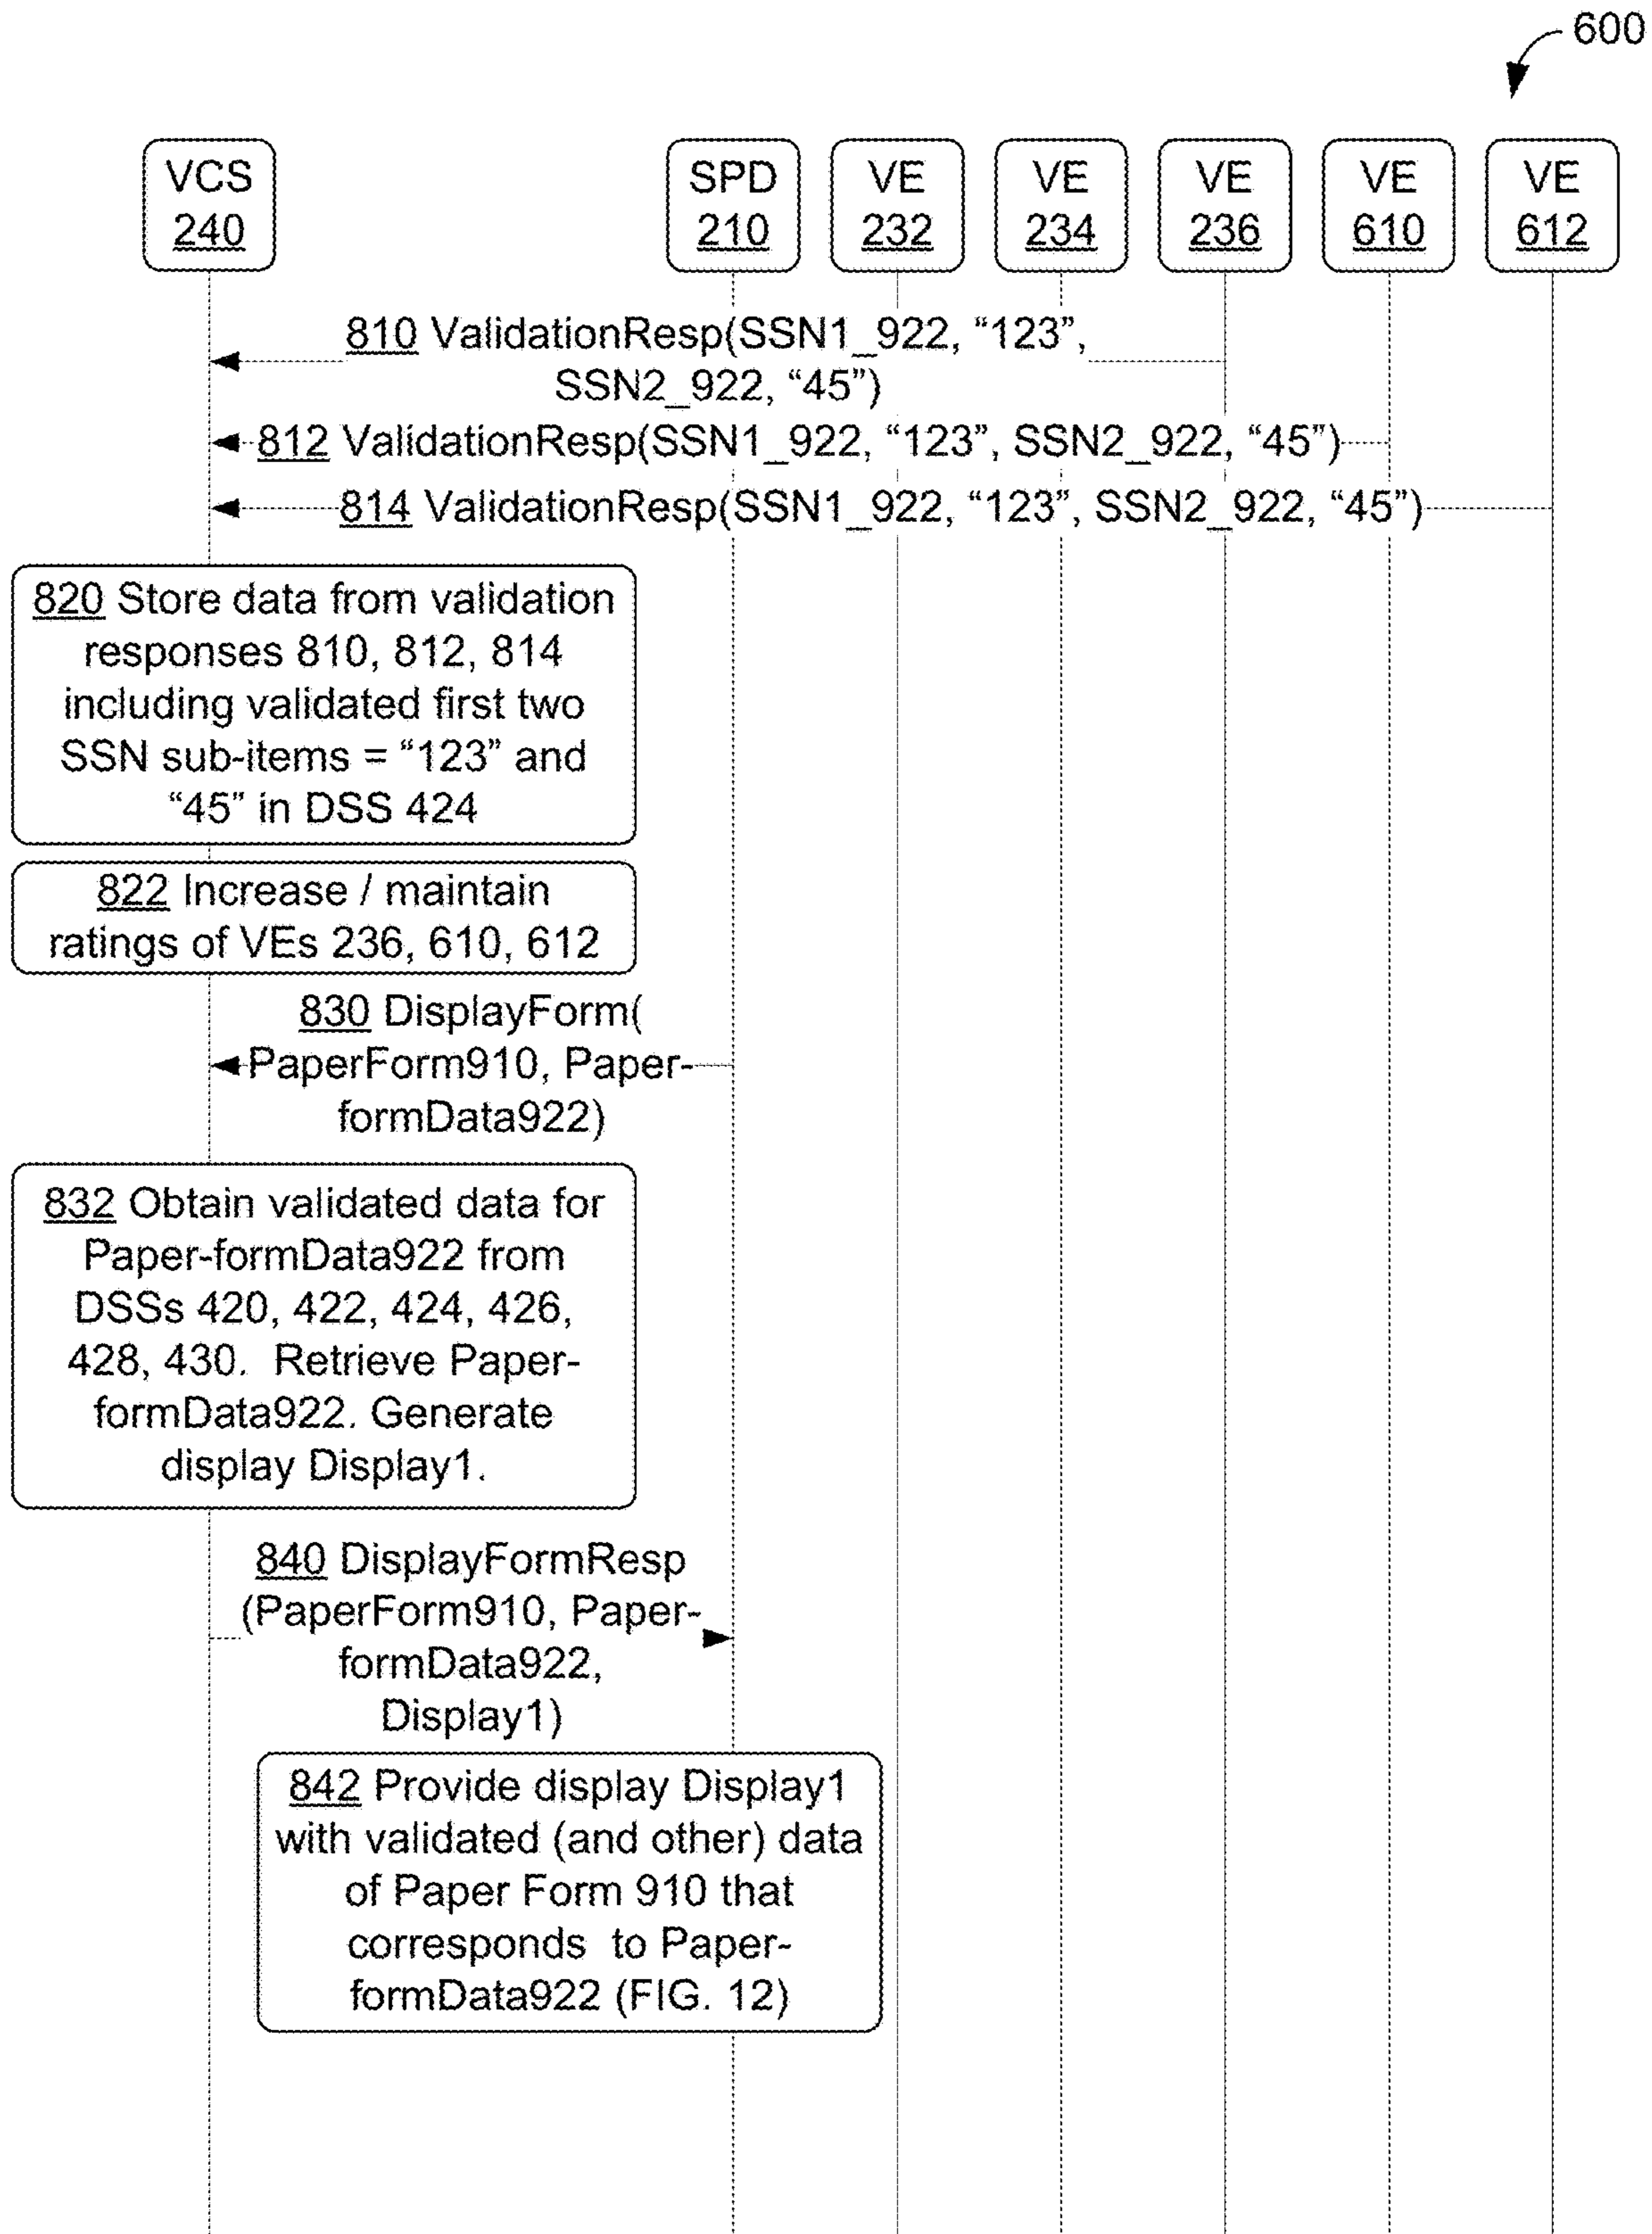 600
VCS
240
SPD
210
VE
232
VE
234
VE
236
VE
610
VE
612
810 ValidationResp(SSN1_922, “123”,
SSN2_922, “45”)
812 ValidationResp(SSN1_922, “123”, SSN2_922, “45”)
814 ValidationResp(SSN1_922, “123”, SSN2_922, “45”)
820 Store data from validation
responses 810, 812, 814
including validated first two
SSN sub-items = “123” and
“45” in DSS 424
822 Increase / maintain
ratings of VEs 236, 610, 612
830 DisplayForm(
PaperForm910, Paper-
formData922)
832 Obtain validated data for
Paper-formData922 from
DSSs 420, 422, 424, 426,
428, 430. Retrieve Paper-
formData922. Generate
display Display1.
840 DisplayFormResp
(PaperForm910, Paper-
formData922,
Display1)
842 Provide display Display1
with validated (and other) data
of Paper Form 910 that
corresponds to Paper-
formData922 (FIG. 12)